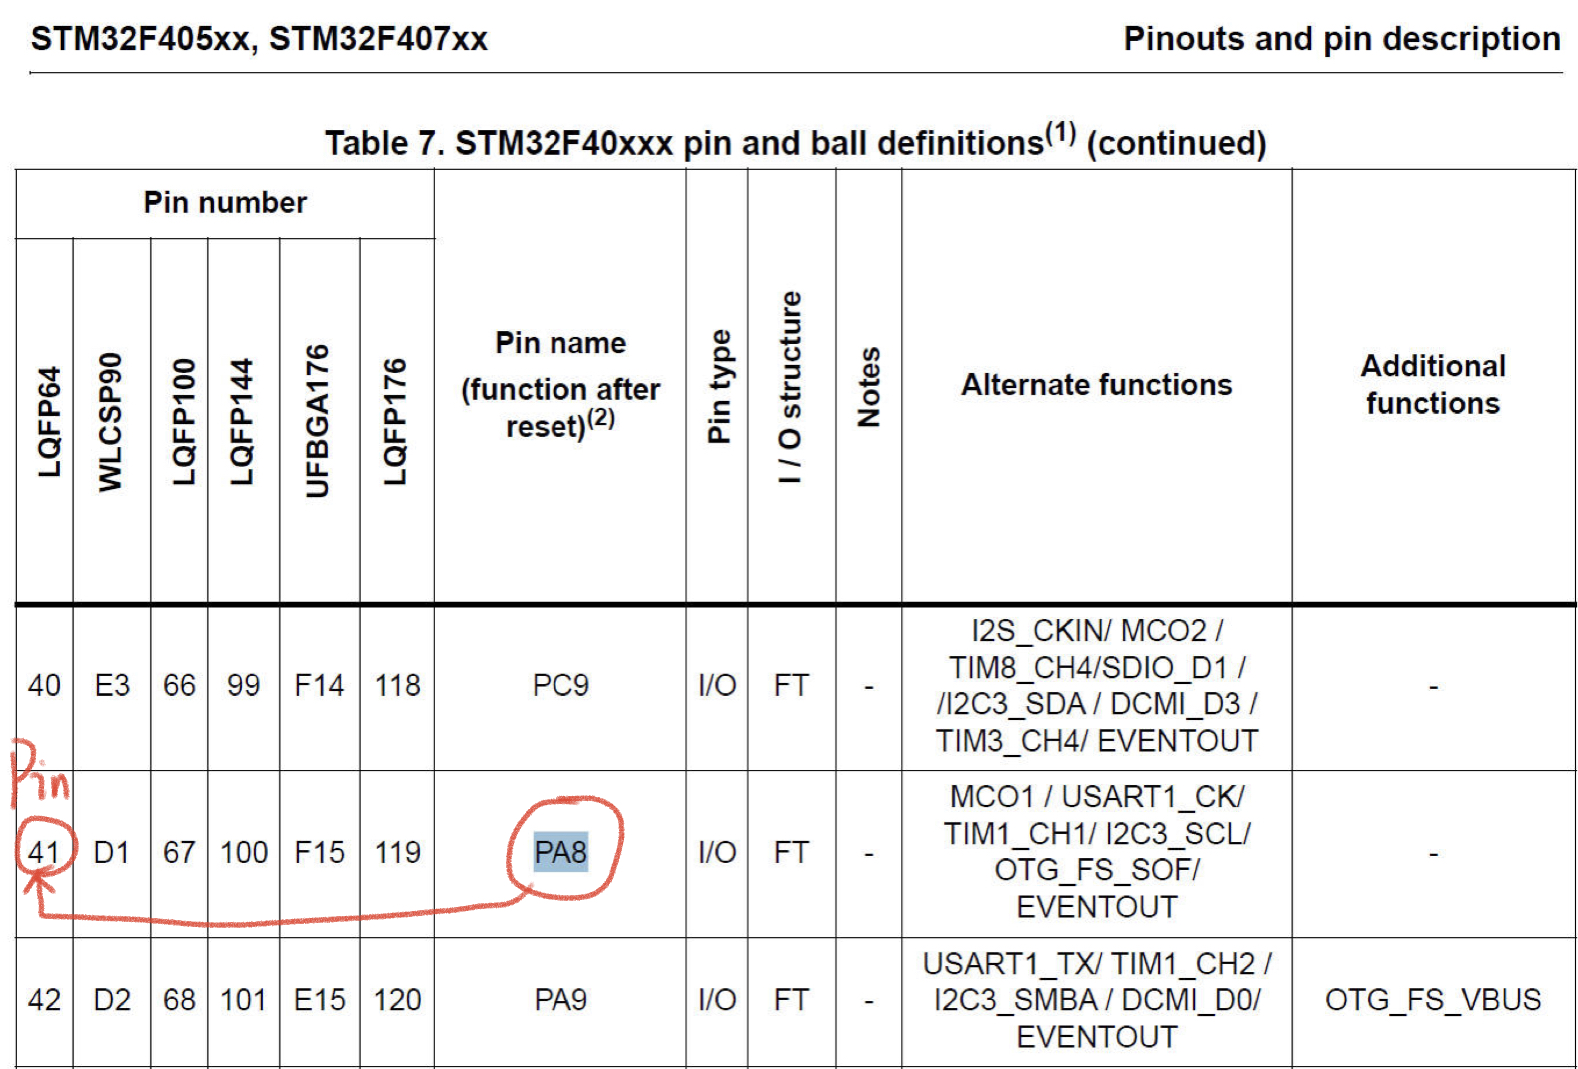 STM32F405xx, STM32F407xx Pinouts and pin description
Table 7. STM32F40xxx pin and ball definitions(1) (continued)
Pin number
LQFP64 WLCSP90 LQFP100 LQFP144 UFBGA176 LQFP176
Pin name
(function after
reset)(2)
Pin type
I / O structure
Notes
Alternate functions
Additional
functions
40 E3 66 99 F14 118 PC9 I/O FT -
I2S_CKIN/ MCO2 /
TIM8_CH4/SDIO_D1 /
/I2C3_SDA / DCMI_D3 /
TIM3_CH4/ EVENTOUT
-
Pin
41 D1 67 100 F15 119 PA8 I/O FT -
MCO1 / USART1_CK/
TIM1_CH1/ I2C3_SCL/
OTG_FS_SOF/
EVENTOUT
-
42 D2 68 101 E15 120 PA9 I/O FT -
USART1_TX/ TIM1_CH2 /
I2C3_SMBA / DCMI_D0/
EVENTOUT
OTG_FS_VBUS